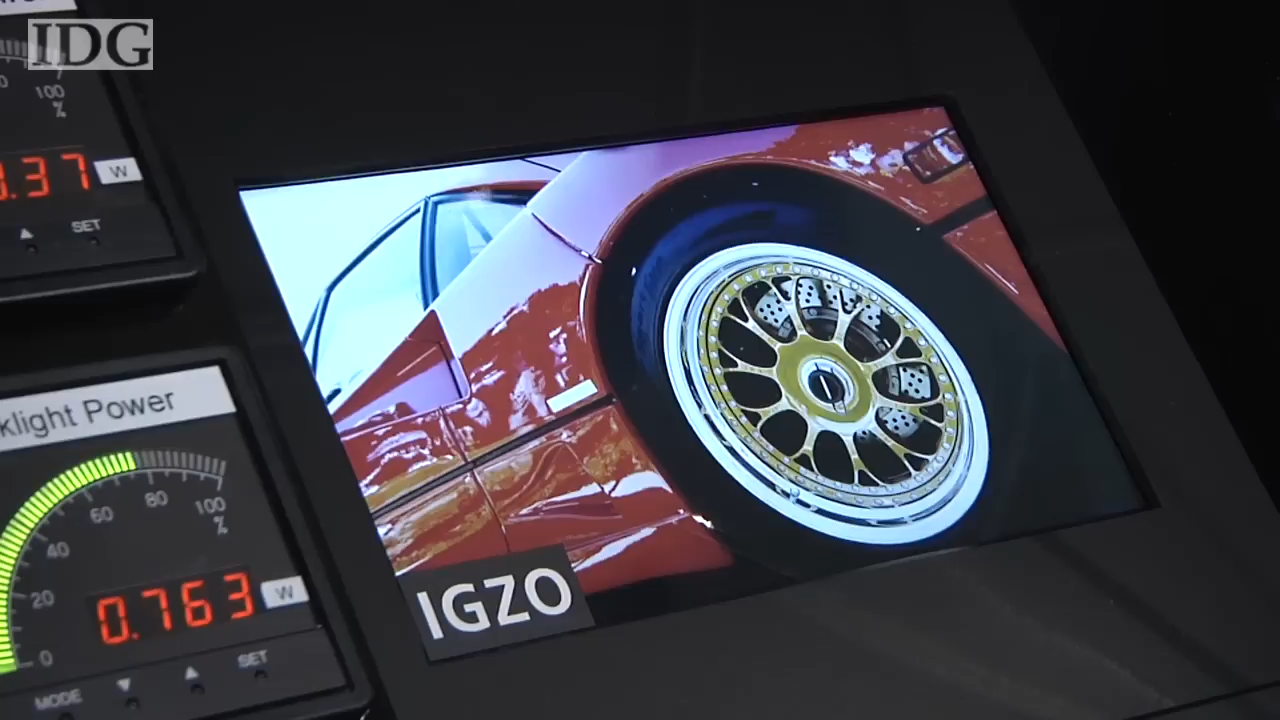 IDG
100
%
.37
W
SET
klight Power
0
20
40
60
80
100
%
0.763
W
MODE
SET
IGZO